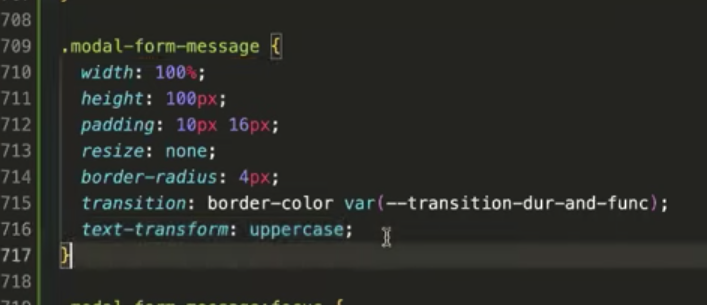 708
709 .modal-form-message {
710 width: 100%;
711 height: 100px;
712 padding: 10px 16px;
713 resize: none;
714 border-radius: 4px;
715 transition: border-color var(--transition-dur-and-func);
716 text-transform: uppercase;
717 }
718